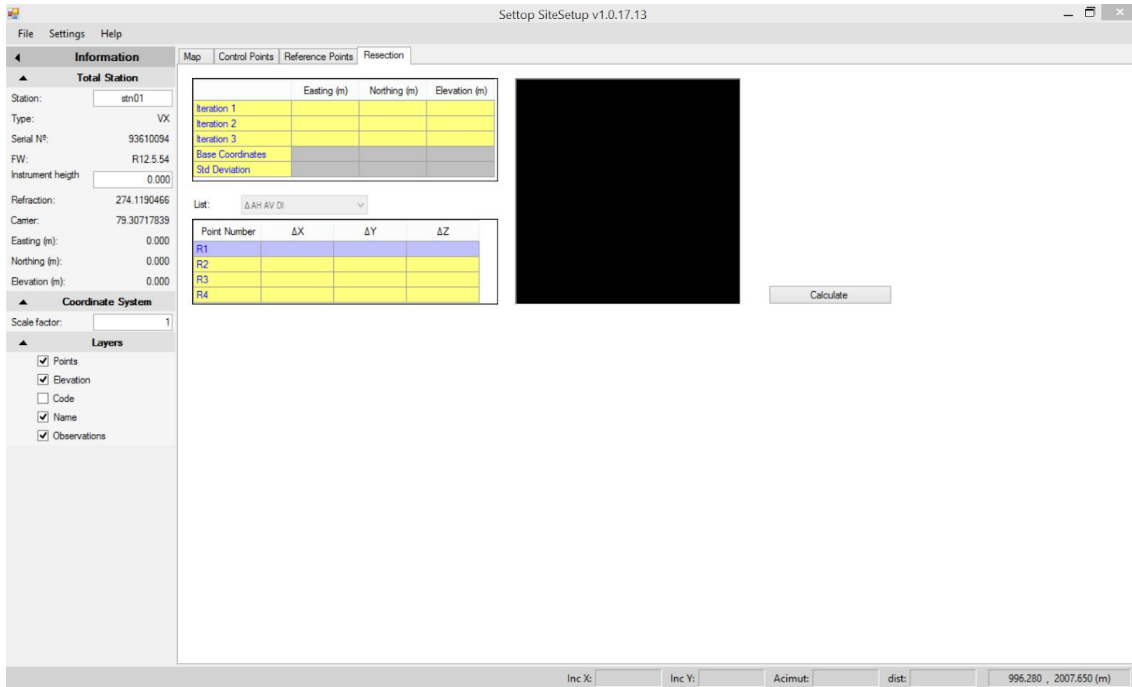 Settop SiteSetup v1.0.17.13
File Settings Help
Information
Total Station
Station: stn01
Type: VX
Serial Nº: 93610094
FW: R12.5.54
Instrument heigth 0.000
Refraction: 274.1190466
Carrier: 79.30717839
Easting (m): 0.000
Northing (m): 0.000
Elevation (m): 0.000
Coordinate System
Scale factor: 1
Layers
Points
Elevation
Code
Name
Observations
Map Control Points Reference Points Resection
Easting (m) Northing (m) Elevation (m)
Iteration 1
Iteration 2
Iteration 3
Base Coordinates
Std Deviation
List: Δ AH AV DI
Point Number ΔX ΔY ΔZ
R1
R2
R3
R4
Calculate
Inc X: Inc Y: Acimut: dist: 996.280 , 2007.650 (m)